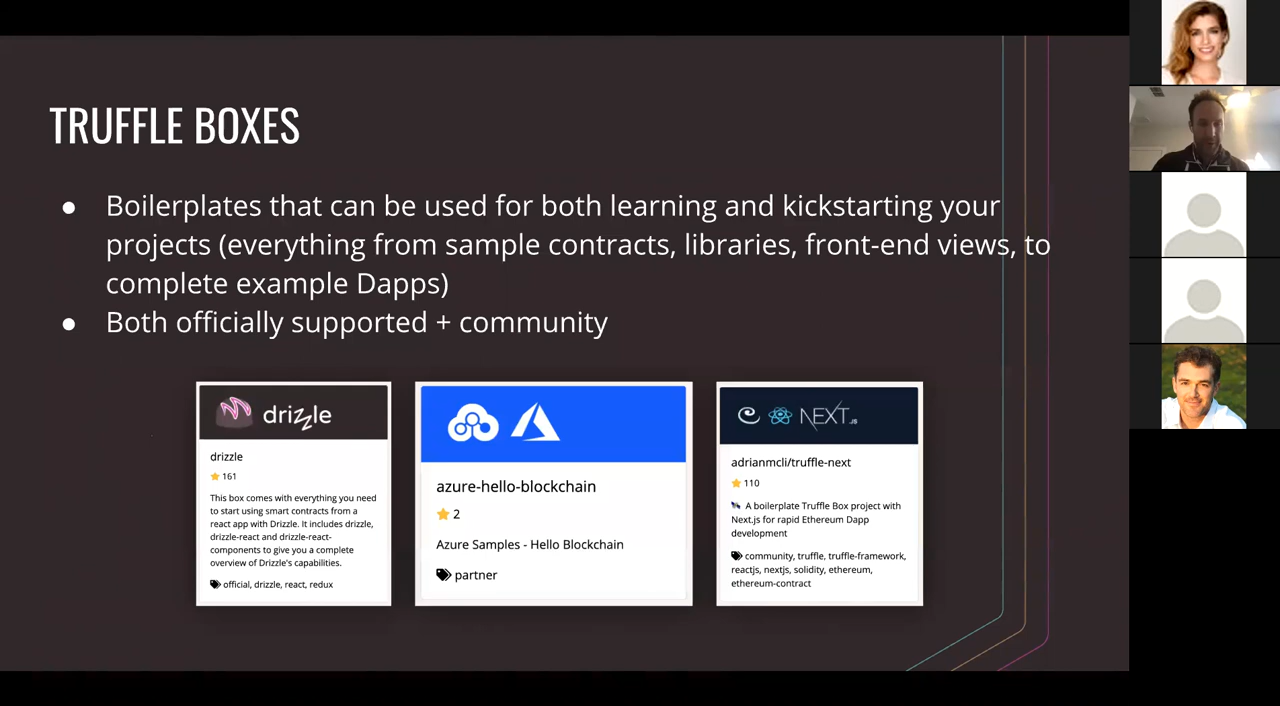 TRUFFLE BOXES
● Boilerplates that can be used for both learning and kickstarting your
projects (everything from sample contracts, libraries, front-end views, to
complete example Dapps)
● Both officially supported + community
drizzle
drizzle
161
This box comes with everything you need
to start using smart contracts from a
react app with Drizzle. It includes drizzle,
drizzle-react and drizzle-react-
components to give you a complete
overview of Drizzle's capabilities.
official, drizzle, react, redux
azure-hello-blockchain
2
Azure Samples - Hello Blockchain
partner
NEXT.JS
adrianmcli/truffle-next
110
A boilerplate Truffle Box project with
Next.js for rapid Ethereum Dapp
development
community, truffle, truffle-framework,
reactjs, nextjs, solidity, ethereum,
ethereum-contract